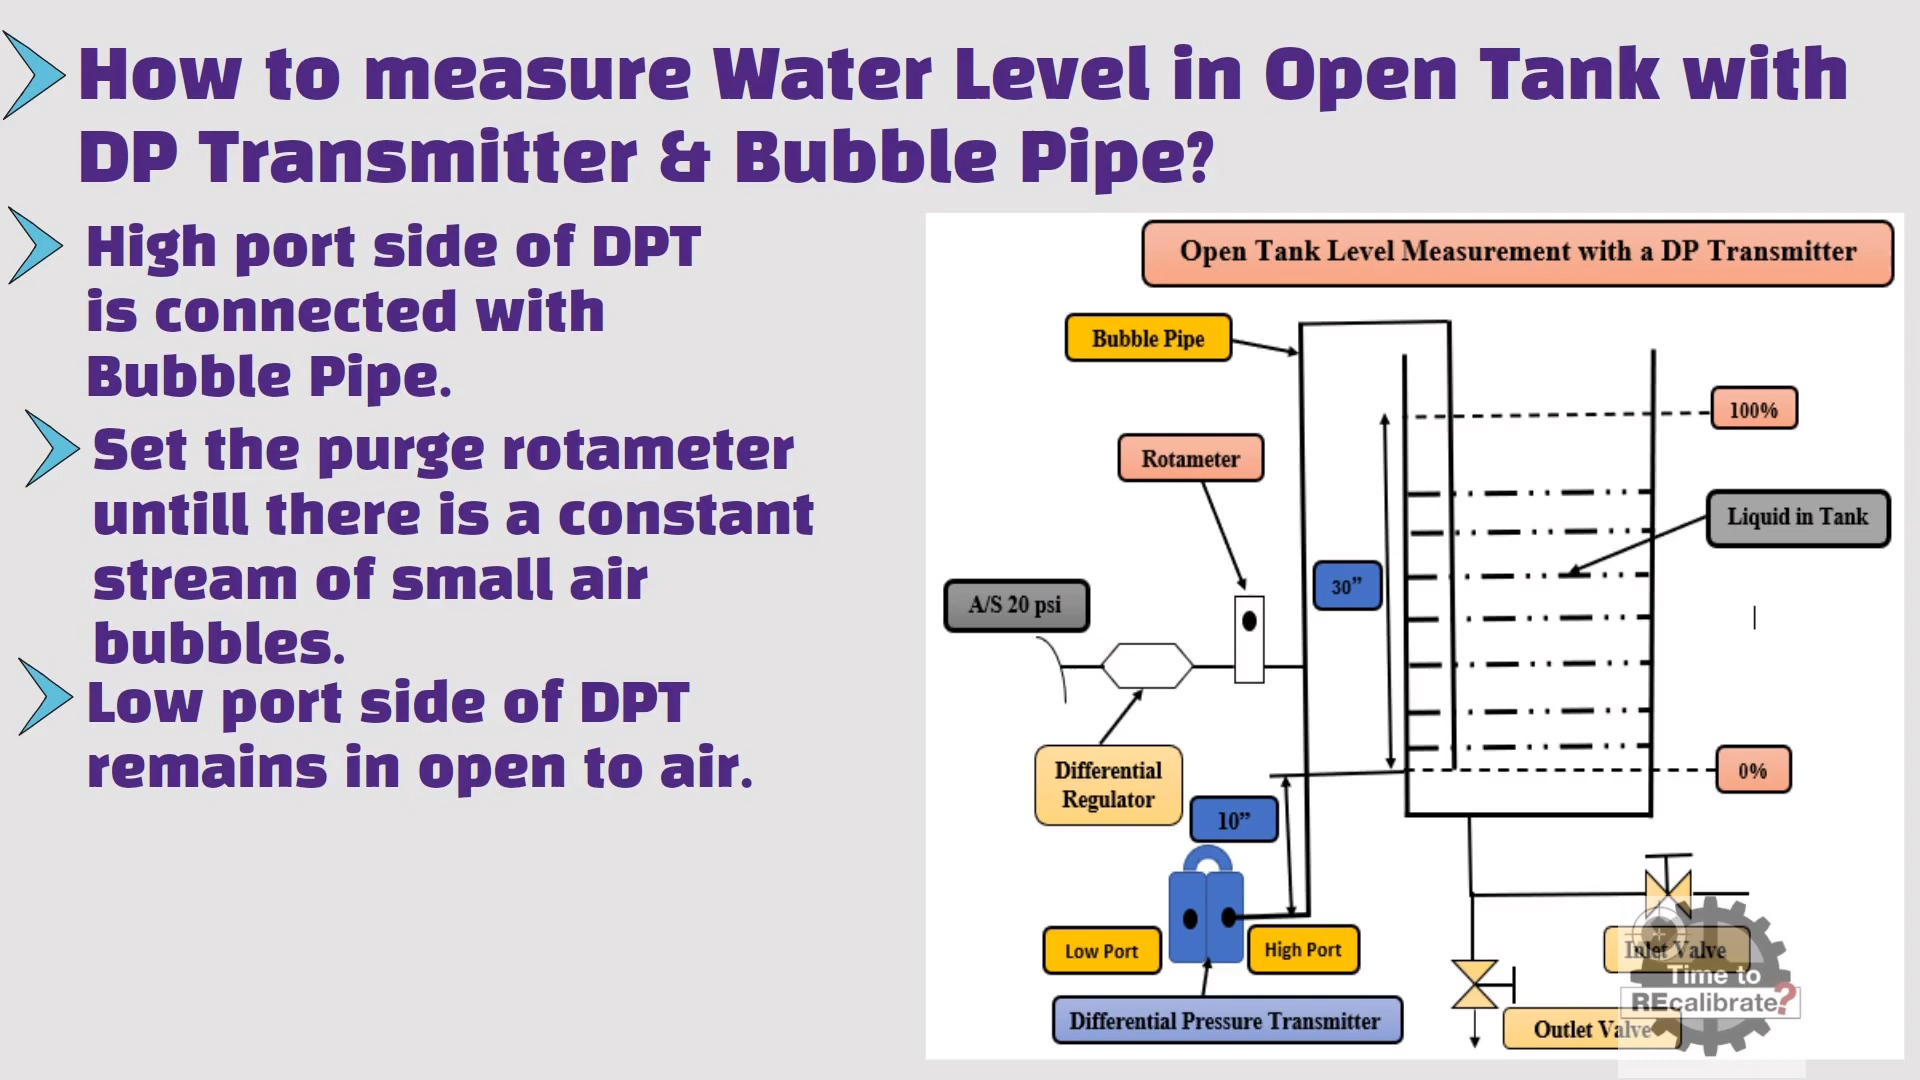 How to measure Water Level in Open Tank with
DP Transmitter & Bubble Pipe?
High port side of DPT
is connected with
Bubble Pipe.
Set the purge rotameter
untill there is a constant
stream of small air
bubbles.
Low port side of DPT
remains in open to air.
Open Tank Level Measurement with a DP Transmitter
Bubble Pipe
100%
Rotameter
Liquid in Tank
30”
A/S 20 psi
Differential
Regulator
0%
10”
Low Port
High Port
Inlet Valve
Time to
REcalibrate?
Differential Pressure Transmitter
Outlet Valve